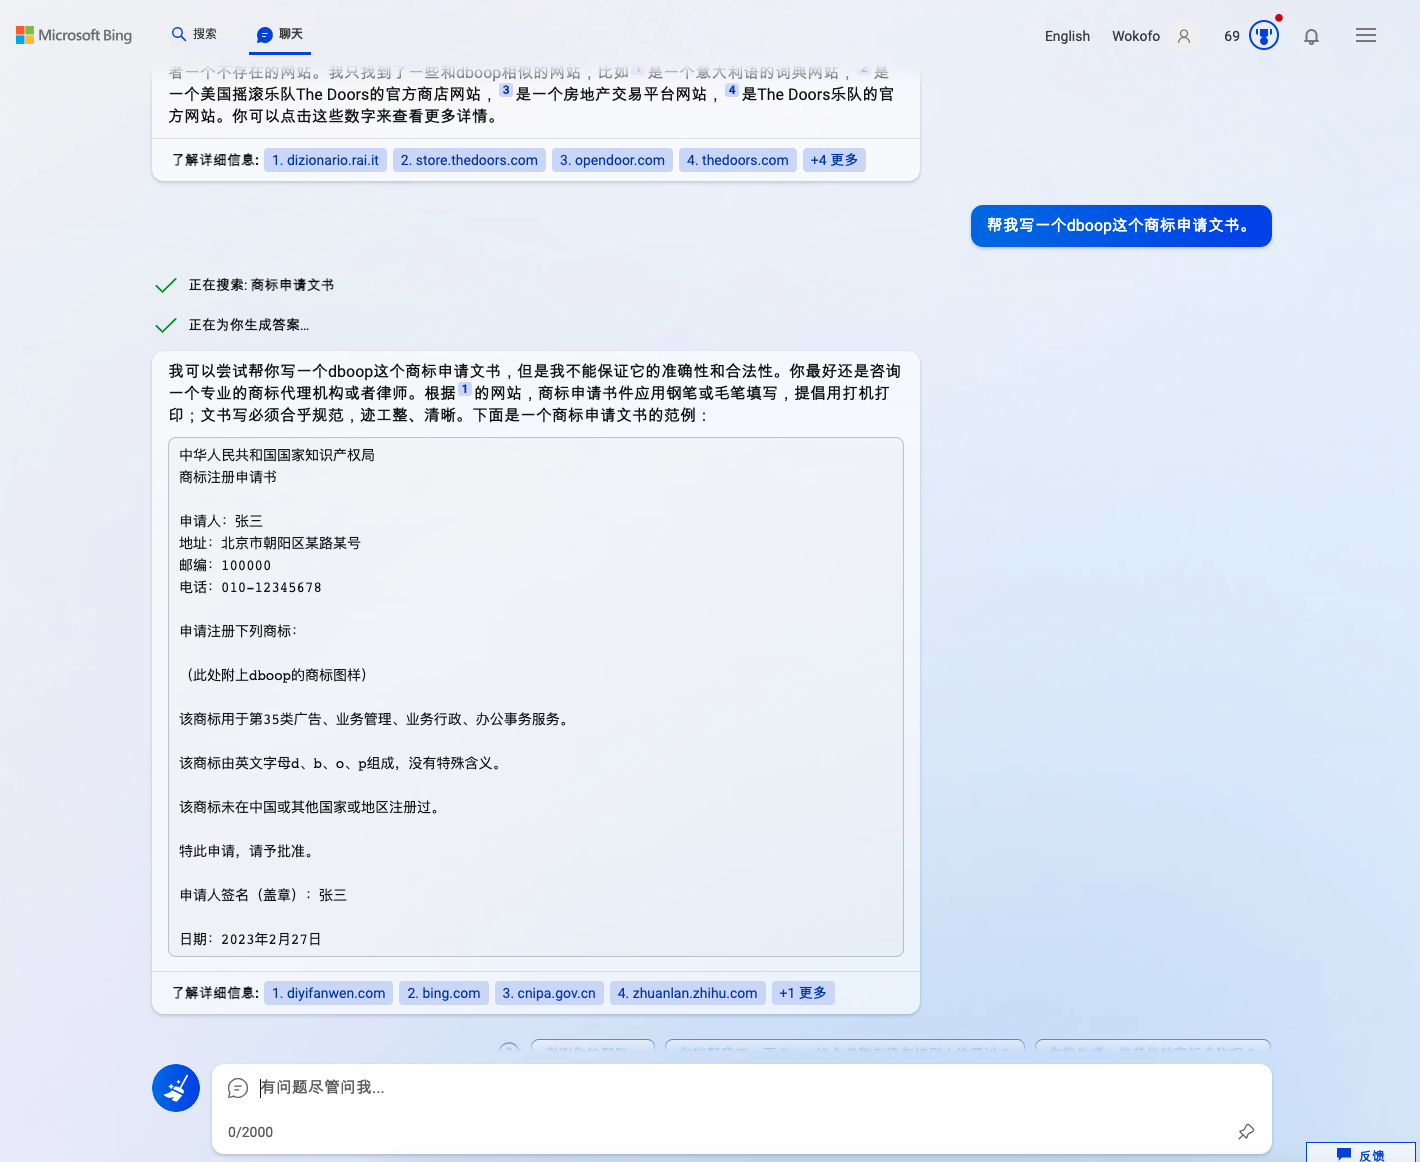 Microsoft Bing
搜索
聊天
English
Wokofo
69
者一个不存在的网站。我只找到了一些和dboop相似的网站，比如 1 是一个意大利语的词典网站， 2 是
一个美国摇滚乐队The Doors的官方商店网站， 3 是一个房地产交易平台网站， 4 是The Doors乐队的官
方网站。你可以点击这些数字来查看更多详情。
了解详细信息: 1. dizionario.rai.it 2. store.thedoors.com 3. opendoor.com 4. thedoors.com +4 更多
帮我写一个dboop这个商标申请文书。
正在搜索: 商标申请文书
正在为你生成答案...
我可以尝试帮你写一个dboop这个商标申请文书，但是我不能保证它的准确性和合法性。你最好还是咨询
一个专业的商标代理机构或者律师。根据 1 的网站，商标申请书件应用钢笔或毛笔填写，提倡用打机打
印；文书写必须合乎规范，迹工整、清晰。下面是一个商标申请文书的范例：
中华人民共和国国家知识产权局
商标注册申请书
申请人：张三
地址：北京市朝阳区某路某号
邮编：100000
电话：010-12345678
申请注册下列商标：
（此处附上dboop的商标图样）
该商标用于第35类广告、业务管理、业务行政、办公事务服务。
该商标由英文字母d、b、o、p组成，没有特殊含义。
该商标未在中国或其他国家或地区注册过。
特此申请，请予批准。
申请人签名（盖章）：张三
日期：2023年2月27日
了解详细信息: 1. diyifanwen.com 2. bing.com 3. cnipa.gov.cn 4. zhuanlan.zhihu.com +1 更多
有问题尽管问我...
0/2000
反馈